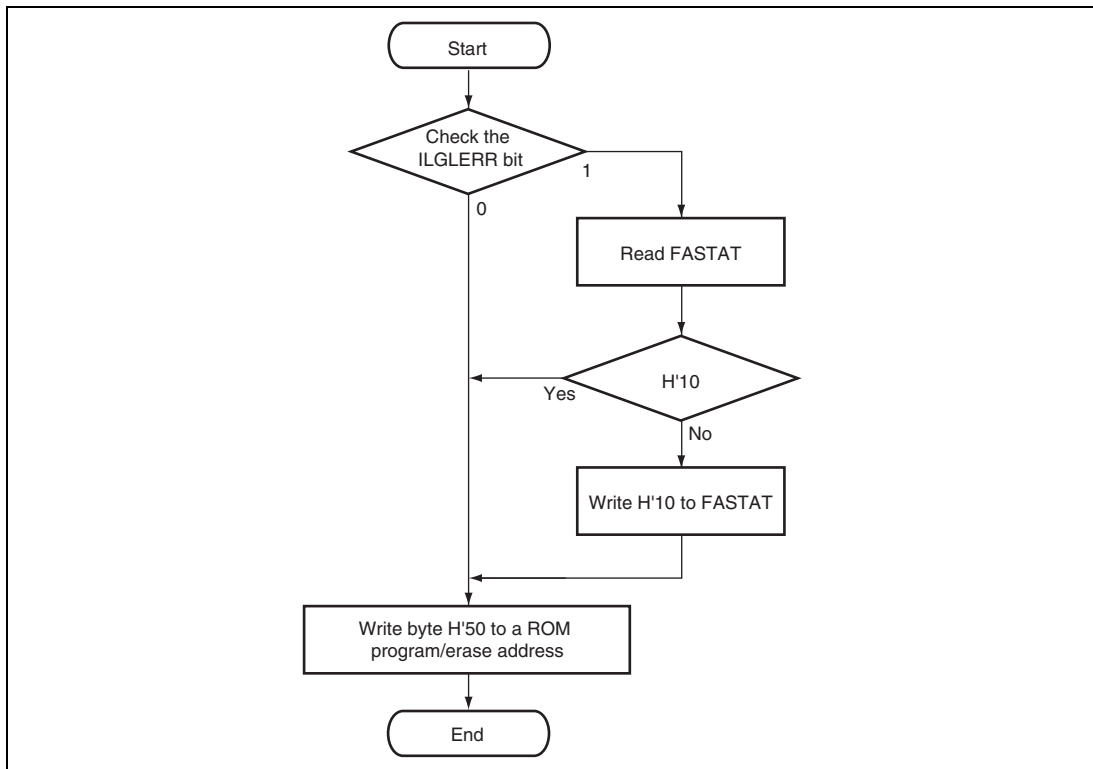 Start
Check the
ILGLERR bit
1
0
Read FASTAT
H'10
Yes
No
Write H'10 to FASTAT
Write byte H'50 to a ROM
program/erase address
End